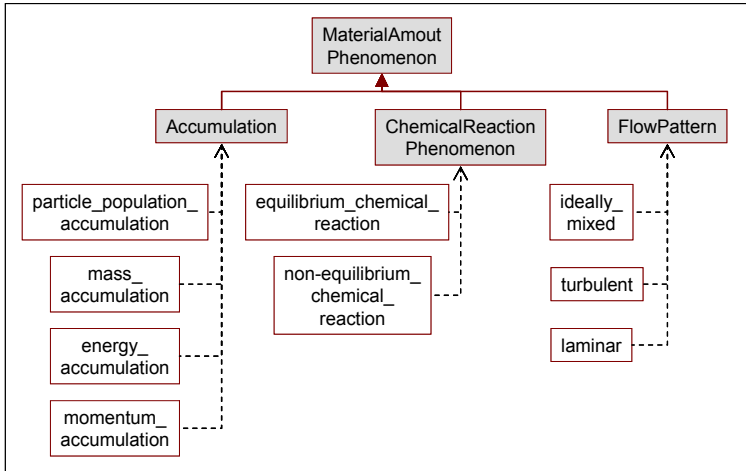 MaterialAmout
Phenomenon
Accumulation
ChemicalReaction
Phenomenon
FlowPattern
particle_population_
accumulation
mass_
accumulation
energy_
accumulation
momentum_
accumulation
equilibrium_chemical_
reaction
non-equilibrium_
chemical_
reaction
ideally_
mixed
turbulent
laminar